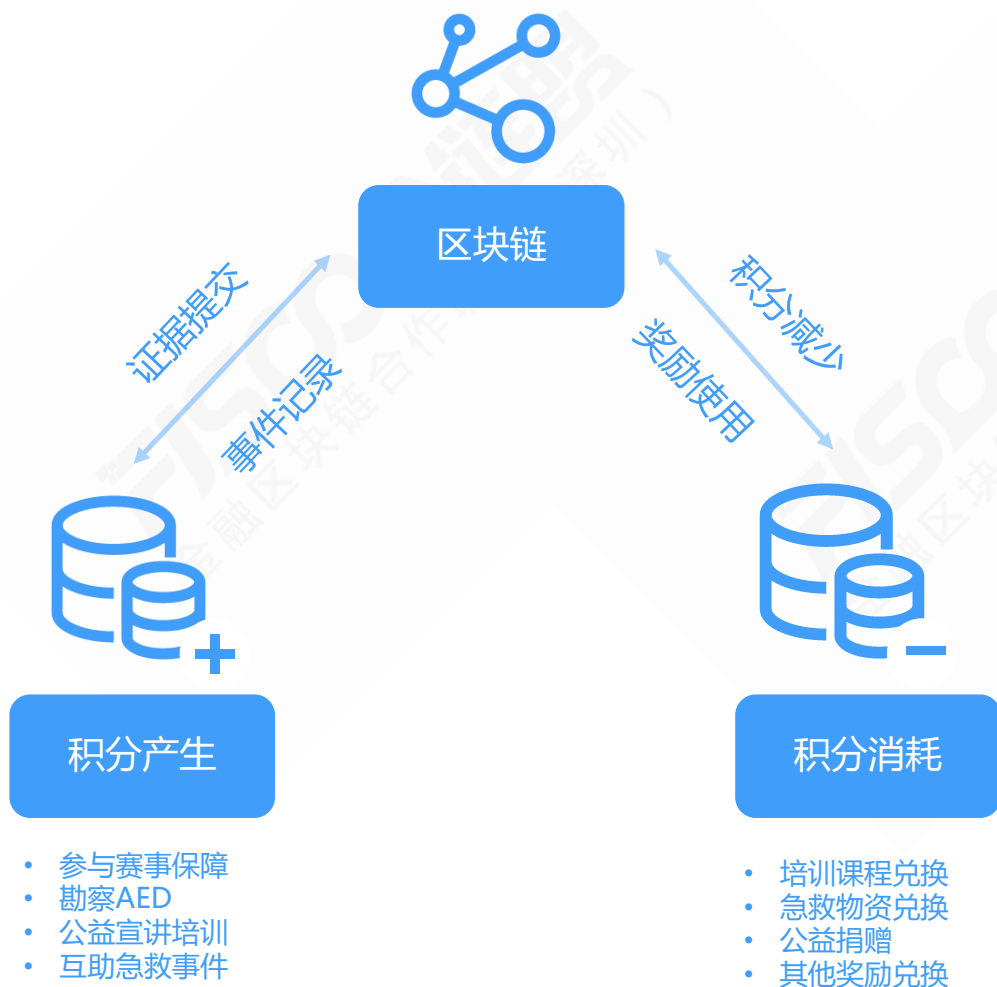 区块链
证据提交
事件记录
积分减少
奖励使用
积分产生
• 参与赛事保障
• 勘察AED
• 公益宣讲培训
• 互助急救事件
积分消耗
• 培训课程兑换
• 急救物资兑换
• 公益捐赠
• 其他奖励兑换